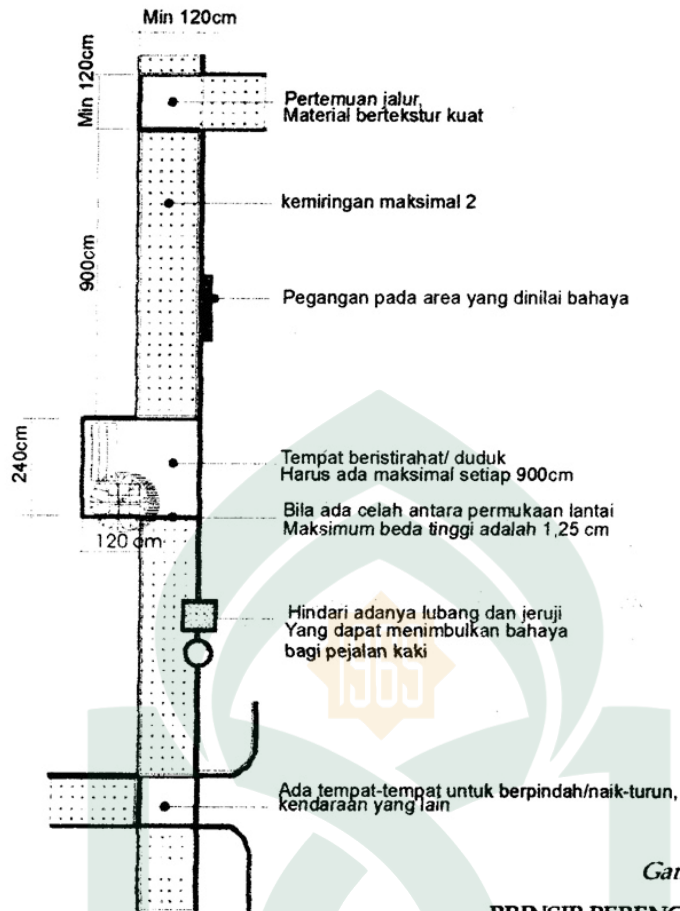 Min 120cm
Min 120cm
Pertemuan jalur,
Material bertekstur kuat
kemiringan maksimal 2
900cm
Pegangan pada area yang dinilai bahaya
240cm
Tempat beristirahat/ duduk
Harus ada maksimal setiap 900cm
Bila ada celah antara permukaan lantai
Maksimum beda tinggi adalah 1,25 cm
120 cm
Hindari adanya lubang dan jeruji
Yang dapat menimbulkan bahaya
bagi pejalan kaki
1365
Ada tempat-tempat untuk berpindah/naik-turun,
kendaraan yang lain